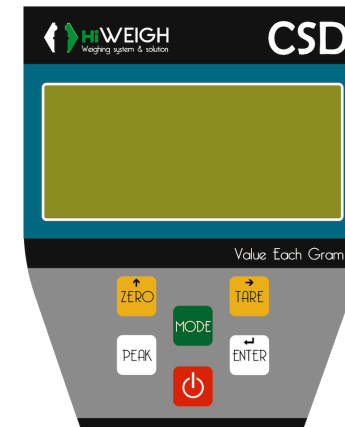 HiWEIGH
Weighing system & solution
CSD
Value Each Gram
ZERO
TARE
MODE
PEAK
ENTER